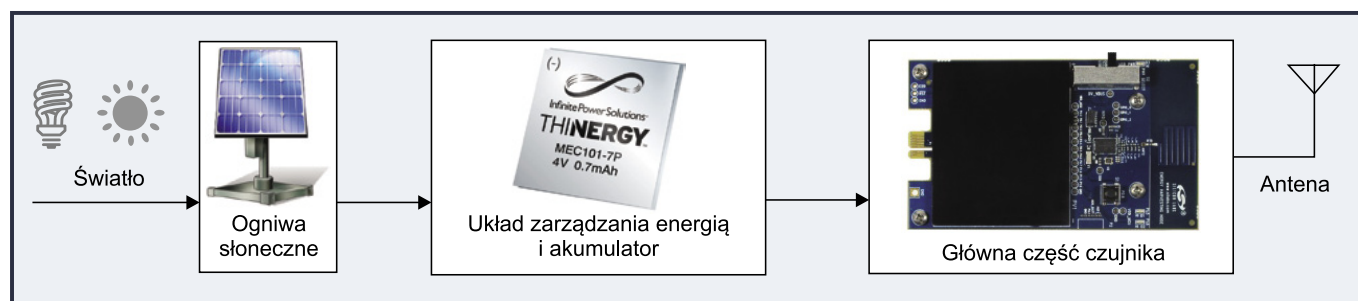 Światło
Ogniwa
słoneczne
(-)
Infinite Power Solutions
THINERGY
MEC101-7P
4V 0.7mAh
Układ zarządzania energią
i akumulator
Główna część czujnika
Antena